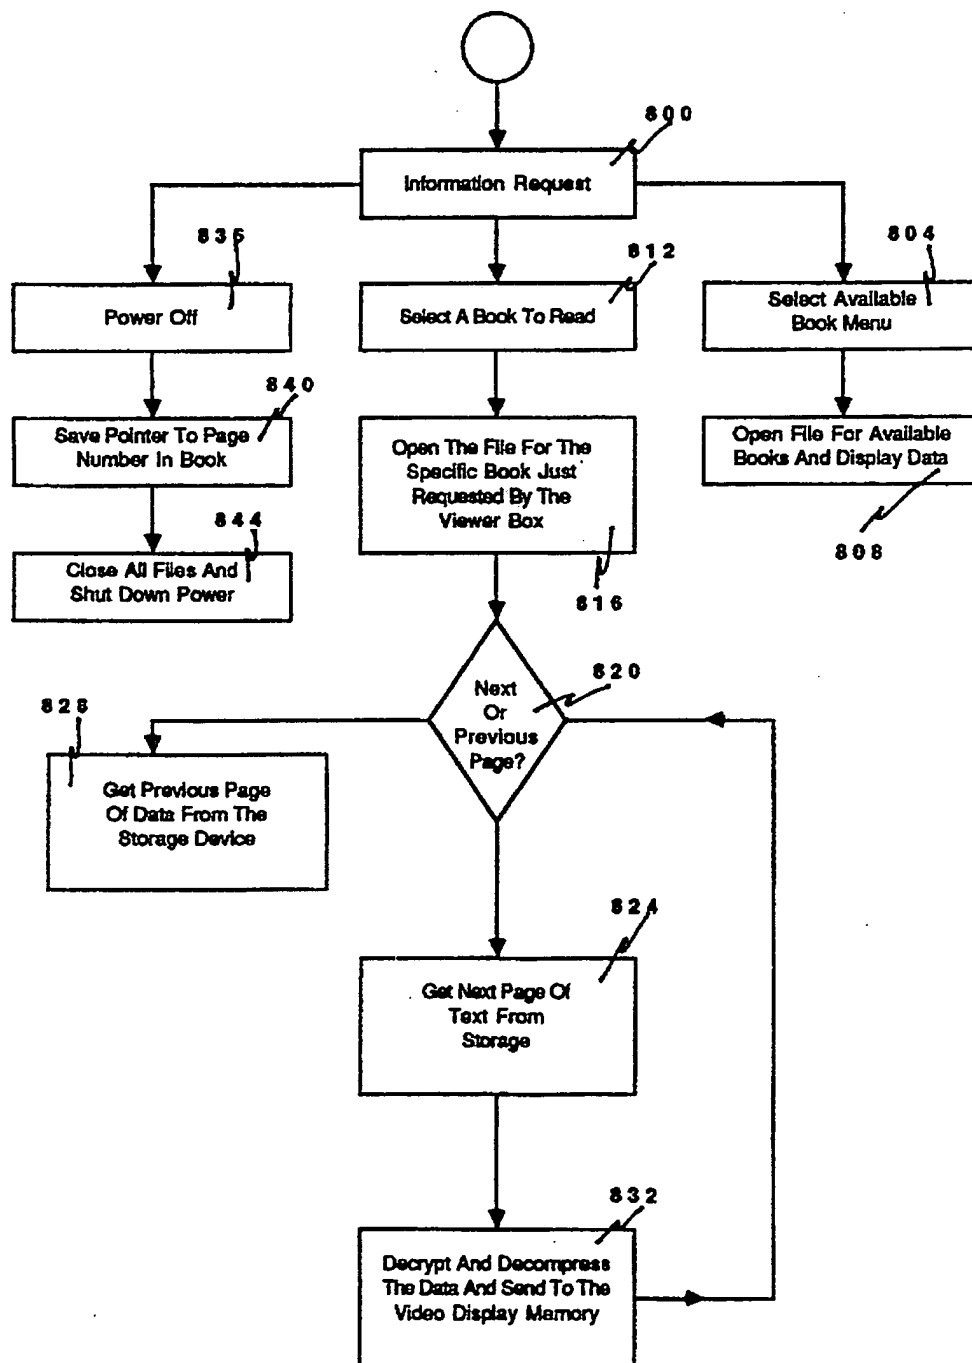 800
Information Request
836
Power Off
812
Select A Book To Read
804
Select Available
Book Menu
840
Save Pointer To Page
Number In Book
Open The File For The
Specific Book Just
Requested By The
Viewer Box
816
Open File For Available
Books And Display Data
808
844
Close All Files And
Shut Down Power
Next
Or
Previous
Page?
820
828
Get Previous Page
Of Data From The
Storage Device
824
Get Next Page Of
Text From
Storage
832
Decrypt And Decompress
The Data And Send To The
Video Display Memory